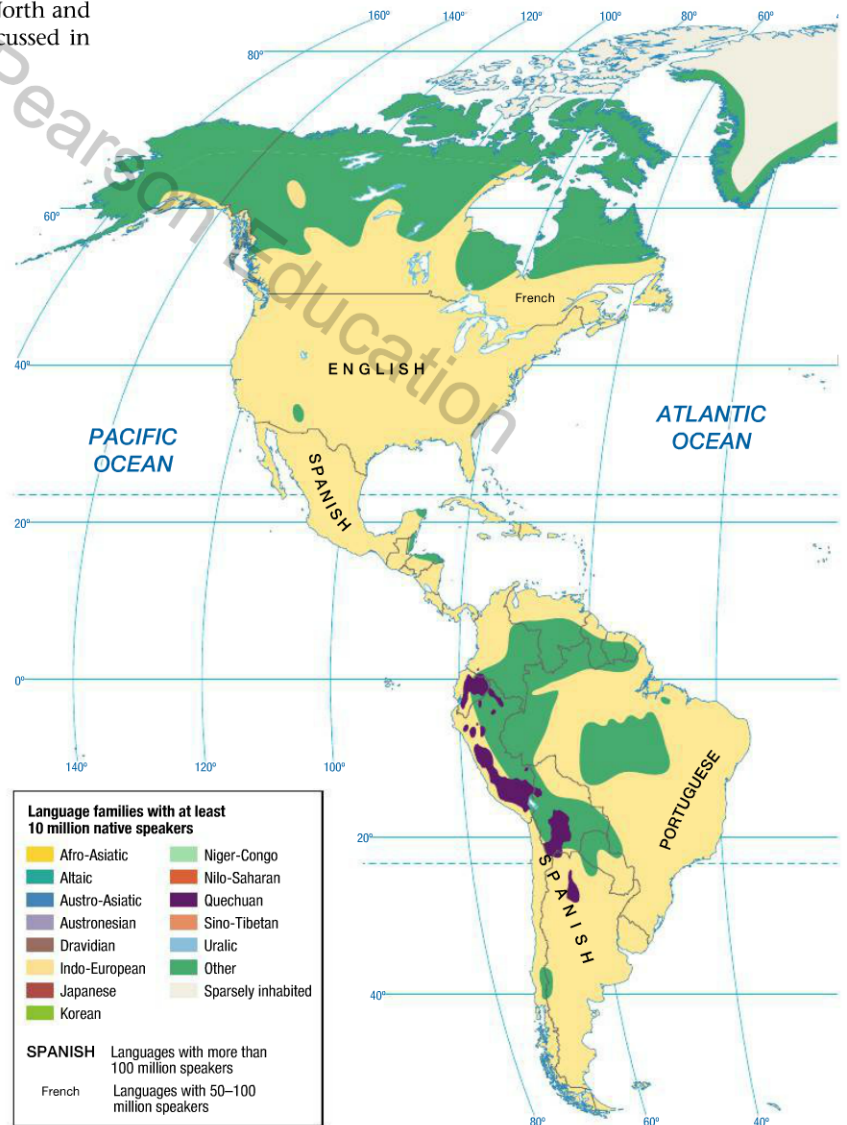 North and
cussed in
160°
140°
120°
100°
80°
60°
80°
60°
40°
20°
0°
Pearson Education
French
ENGLISH
SPANISH
PACIFIC
OCEAN
ATLANTIC
OCEAN
140°
120°
100°
PORTUGUESE
SPANISH
20°
40°
80°
60°
40°
Language families with at least
10 million native speakers
Afro-Asiatic
Altaic
Austro-Asiatic
Austronesian
Dravidian
Indo-European
Japanese
Korean
Niger-Congo
Nilo-Saharan
Quechuan
Sino-Tibetan
Uralic
Other
Sparsely inhabited
SPANISH Languages with more than
100 million speakers
French Languages with 50–100
million speakers